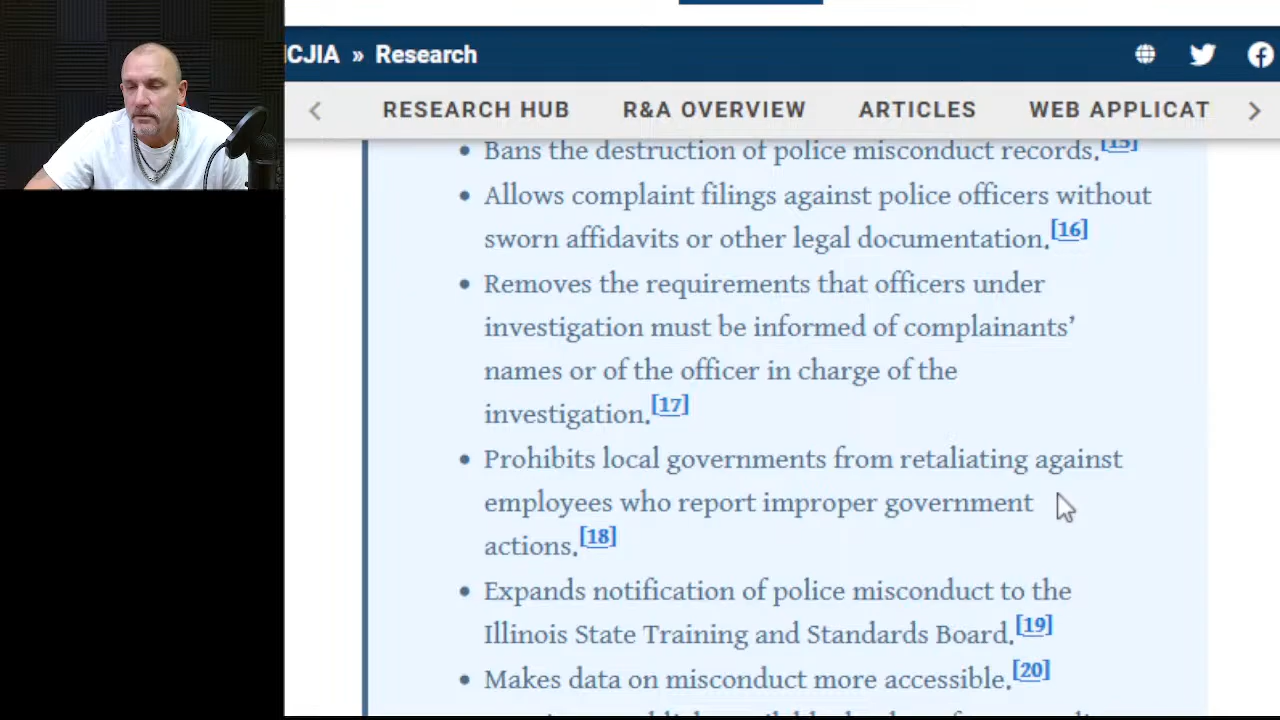 ICJIA » Research
RESEARCH HUB R&A OVERVIEW ARTICLES WEB APPLICAT
Bans the destruction of police misconduct records.[15]
Allows complaint filings against police officers without
sworn affidavits or other legal documentation.[16]
Removes the requirements that officers under
investigation must be informed of complainants’
names or of the officer in charge of the
investigation.[17]
Prohibits local governments from retaliating against
employees who report improper government
actions.[18]
Expands notification of police misconduct to the
Illinois State Training and Standards Board.[19]
Makes data on misconduct more accessible.[20]